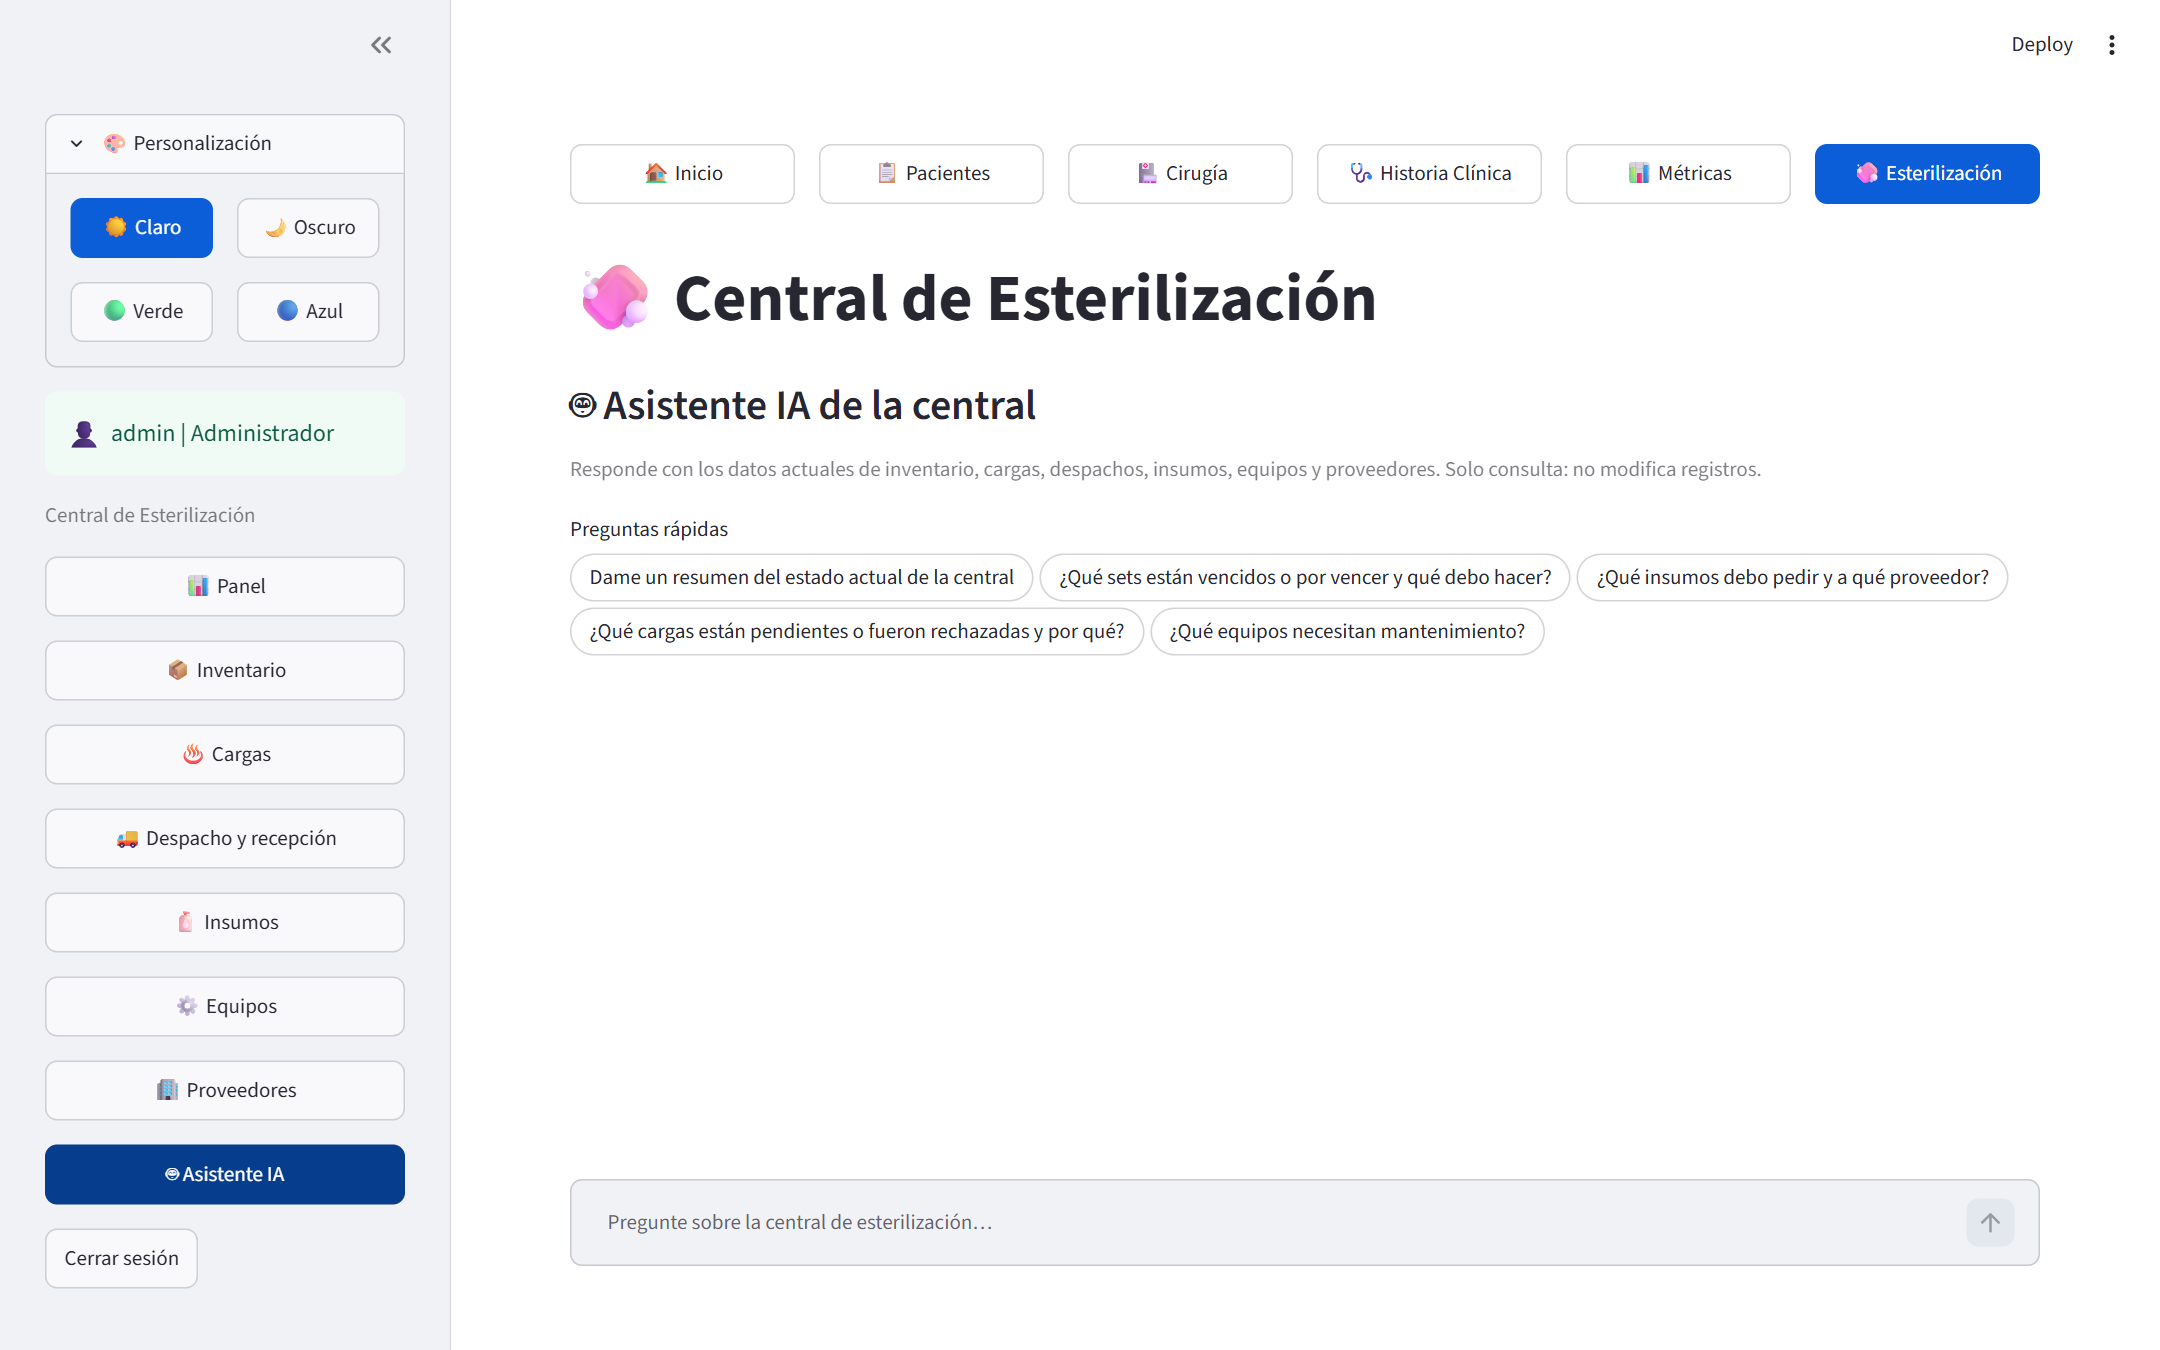 Deploy
Personalización
Claro
Oscuro
Verde
Azul
admin | Administrador
Central de Esterilización
Panel
Inventario
Cargas
Despacho y recepción
Insumos
Equipos
Proveedores
Asistente IA
Cerrar sesión
Inicio
Pacientes
Cirugía
Historia Clínica
Métricas
Esterilización
Central de Esterilización
Asistente IA de la central
Responde con los datos actuales de inventario, cargas, despachos, insumos, equipos y proveedores. Solo consulta: no modifica registros.
Preguntas rápidas
Dame un resumen del estado actual de la central
¿Qué sets están vencidos o por vencer y qué debo hacer?
¿Qué insumos debo pedir y a qué proveedor?
¿Qué cargas están pendientes o fueron rechazadas y por qué?
¿Qué equipos necesitan mantenimiento?
Pregunte sobre la central de esterilización…